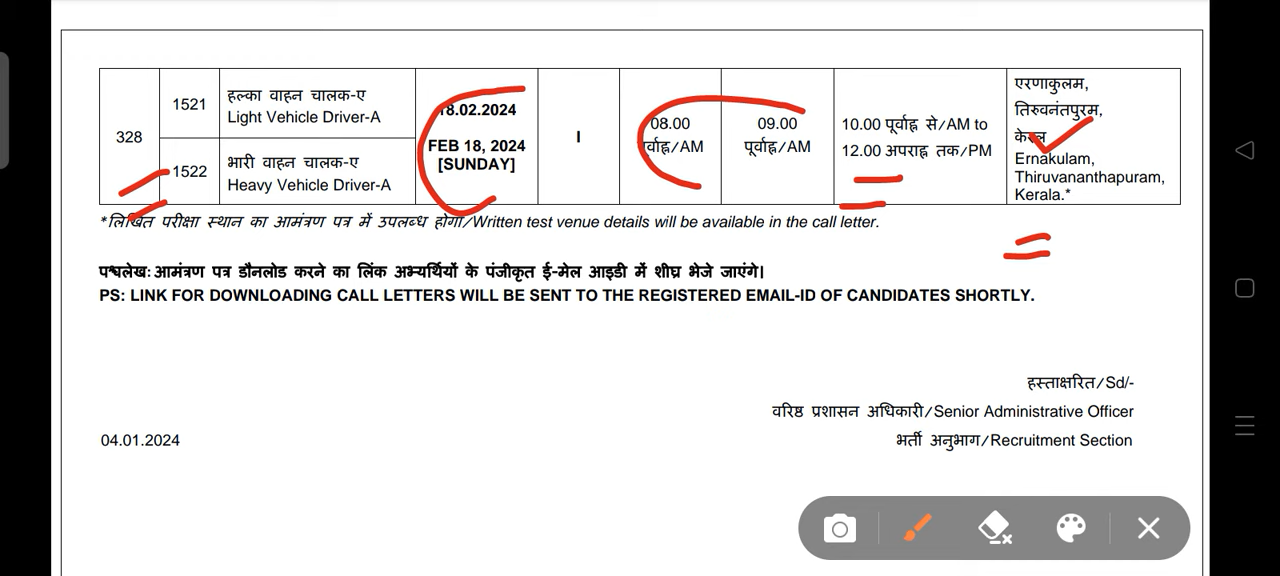 328
1521
हल्का वाहन चालक-ए
Light Vehicle Driver-A
1522
भारी वाहन चालक-ए
Heavy Vehicle Driver-A
18.02.2024
FEB 18, 2024
[SUNDAY]
I
08.00
पूर्वाह्न/AM
09.00
पूर्वाह्न/AM
10.00 पूर्वाह्न से/AM to
12.00 अपराह्न तक/PM
एरणाकुलम,
तिरुवनंतपुरम,
केरल
Ernakulam,
Thiruvananthapuram,
Kerala.*
*लिखित परीक्षा स्थान का आमंत्रण पत्र में उपलब्ध होगा/Written test venue details will be available in the call letter.
पश्चलेख: आमंत्रण पत्र डौनलोड करने का लिंक अभ्यर्थियों के पंजीकृत ई-मेल आइडी में शीघ्र भेजे जाएंगे।
PS: LINK FOR DOWNLOADING CALL LETTERS WILL BE SENT TO THE REGISTERED EMAIL-ID OF CANDIDATES SHORTLY.
हस्ताक्षरित/Sd/-
वरिष्ठ प्रशासन अधिकारी/Senior Administrative Officer
04.01.2024
भर्ती अनुभाग/Recruitment Section